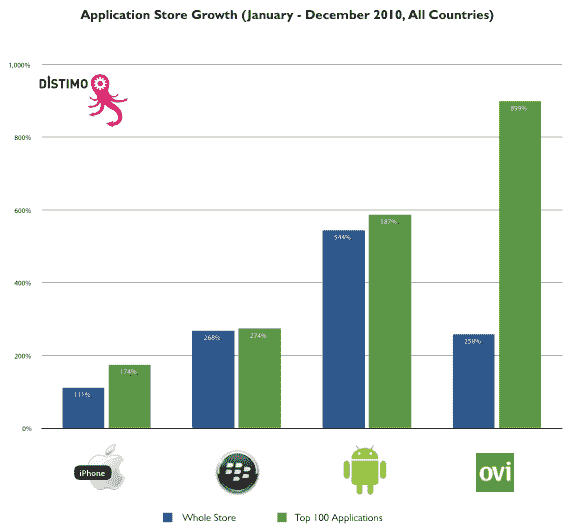 Application Store Growth (January - December 2010, All Countries)
1,000%
DISTIMO
899%
800%
600%
587%
544%
400%
268%
274%
258%
200%
174%
111%
0%
iPhone
ovi
Whole Store
Top 100 Applications